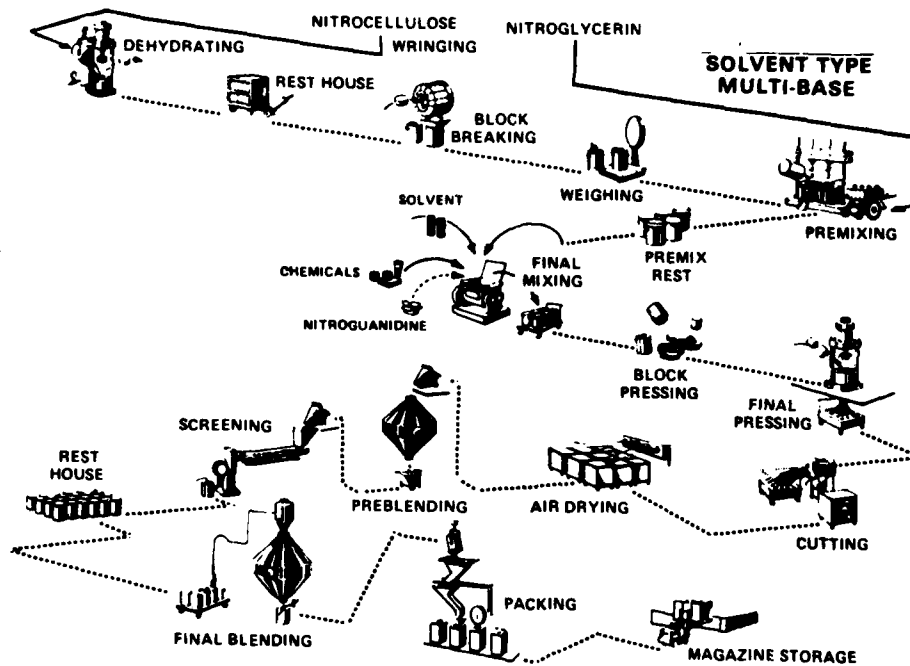 NITROCELLULOSE
WRINGING
NITROGLYCERIN
DEHYDRATING
SOLVENT TYPE
MULTI-BASE
REST HOUSE
BLOCK
BREAKING
WEIGHING
PREMIXING
SOLVENT
PREMIX
REST
FINAL
MIXING
CHEMICALS
NITROGUANIDINE
BLOCK
PRESSING
FINAL
PRESSING
SCREENING
REST
HOUSE
PREBLENDING
AIR DRYING
CUTTING
FINAL BLENDING
PACKING
MAGAZINE STORAGE